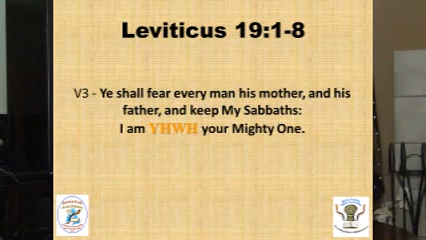 Leviticus 19:1-8
V3 - Ye shall fear every man his mother, and his
father, and keep My Sabbaths:
I am YHWH your Mighty One.